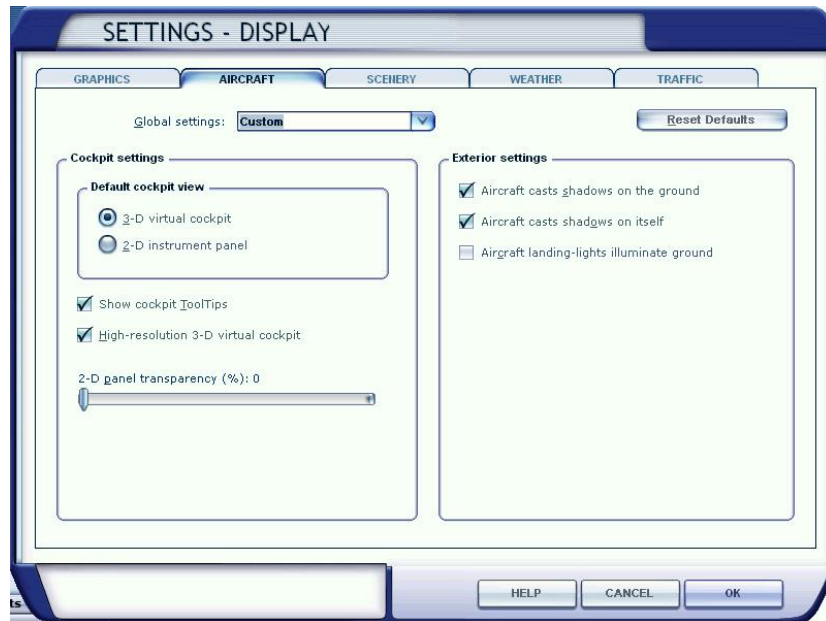 SETTINGS - DISPLAY
GRAPHICS AIRCRAFT SCENERY WEATHER TRAFFIC
Global settings: Custom Reset Defaults
Cockpit settings
Default cockpit view
3-D virtual cockpit
2-D instrument panel
Show cockpit ToolTips
High-resolution 3-D virtual cockpit
2-D panel transparency (%): 0
Exterior settings
Aircraft casts shadows on the ground
Aircraft casts shadows on itself
Aircraft landing-lights illuminate ground
ts
HELP CANCEL OK